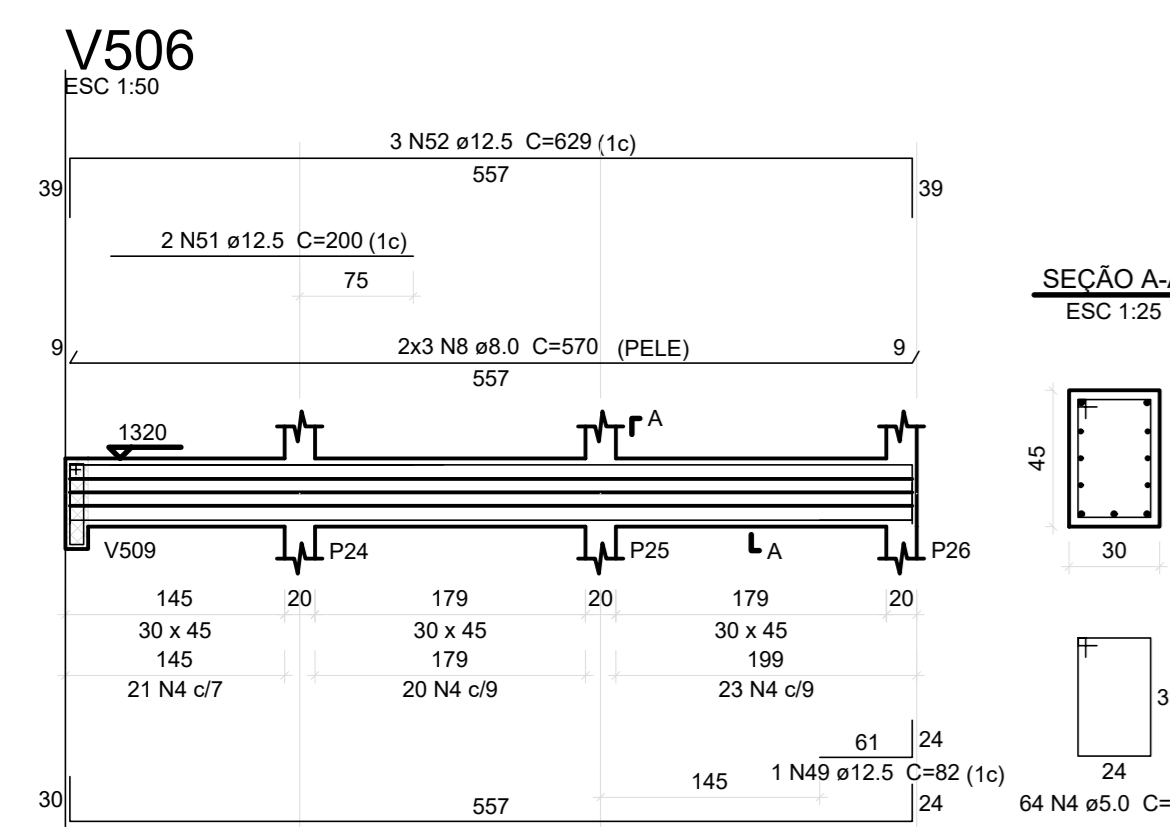 V506
ESC 1:50
3 N52 ø12.5 C=629 (1c)
39 557 39
2 N51 ø12.5 C=200 (1c)
75
SEÇÃO A-
ESC 1:25
9 2x3 N8 ø8.0 C=570 (PELE) 9
557
1320 A
45
V509 P24 P25 A P26
30
145 20 179 20 179 20
30 x 45 30 x 45 30 x 45
145 179 199
21 N4 c/7 20 N4 c/9 23 N4 c/9
3
61 24
1 N49 ø12.5 C=82 (1c)
24
145
30 557 24
64 N4 ø5.0 C=